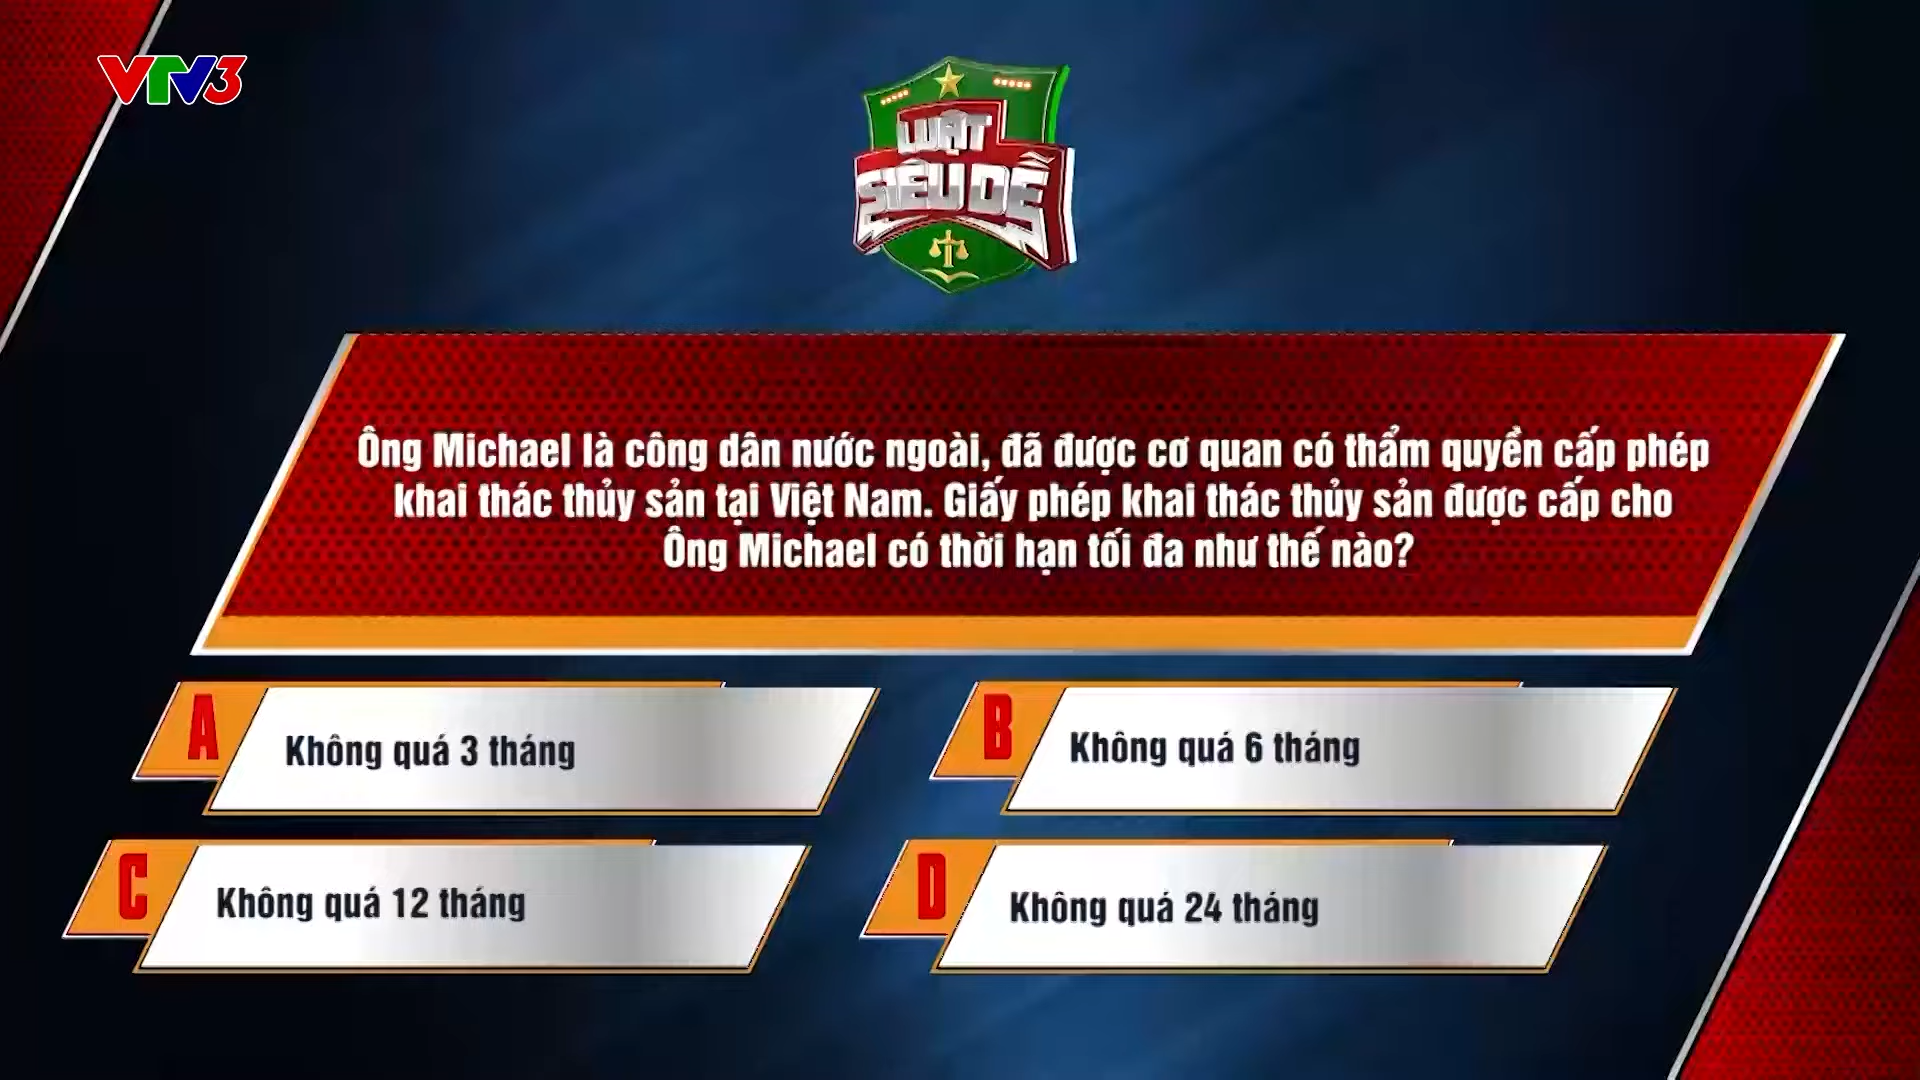 VTV3
LUẬT
SIÊU DỄ
Ông Michael là công dân nước ngoài, đã được cơ quan có thẩm quyền cấp phép
khai thác thủy sản tại Việt Nam. Giấy phép khai thác thủy sản được cấp cho
Ông Michael có thời hạn tối đa như thế nào?
A
Không quá 3 tháng
B
Không quá 6 tháng
C
Không quá 12 tháng
D
Không quá 24 tháng